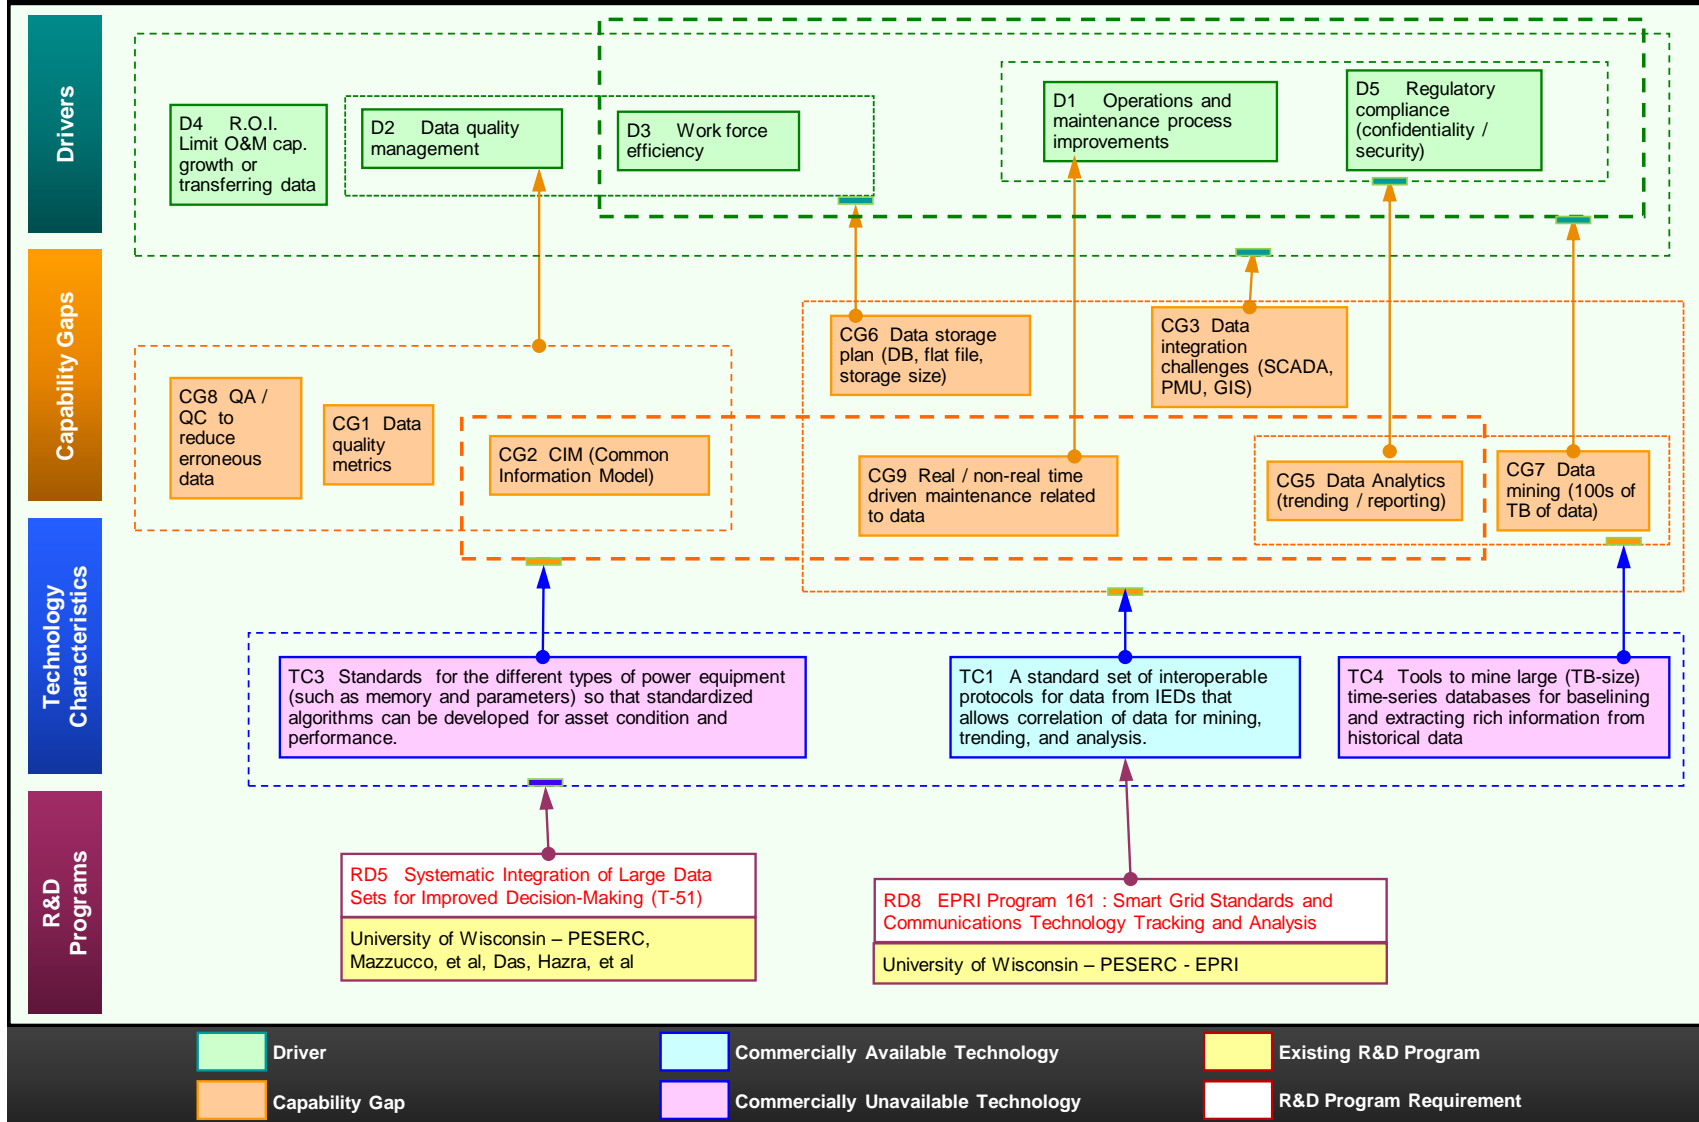 Drivers
D4 R.O.I.
Limit O&M cap.
growth or
transferring data
D2 Data quality
management
D3 Work force
efficiency
D1 Operations and
maintenance process
improvements
D5 Regulatory
compliance
(confidentiality /
security)
Capability Gaps
CG8 QA /
QC to
reduce
erroneous
data
CG1 Data
quality
metrics
CG2 CIM (Common
Information Model)
CG6 Data storage
plan (DB, flat file,
storage size)
CG3 Data
integration
challenges (SCADA,
PMU, GIS)
CG9 Real / non-real time
driven maintenance related
to data
CG5 Data Analytics
(trending / reporting)
CG7 Data
mining (100s of
TB of data)
Technology
Characteristics
TC3 Standards for the different types of power equipment
(such as memory and parameters) so that standardized
algorithms can be developed for asset condition and
performance.
TC1 A standard set of interoperable
protocols for data from IEDs that
allows correlation of data for mining,
trending, and analysis.
TC4 Tools to mine large (TB-size)
time-series databases for baselining
and extracting rich information from
historical data
R&D
Programs
RD5 Systematic Integration of Large Data
Sets for Improved Decision-Making (T-51)
University of Wisconsin – PESERC,
Mazzucco, et al, Das, Hazra, et al
RD8 EPRI Program 161 : Smart Grid Standards and
Communications Technology Tracking and Analysis
University of Wisconsin – PESERC - EPRI
Driver
Commercially Available Technology
Existing R&D Program
Capability Gap
Commercially Unavailable Technology
R&D Program Requirement